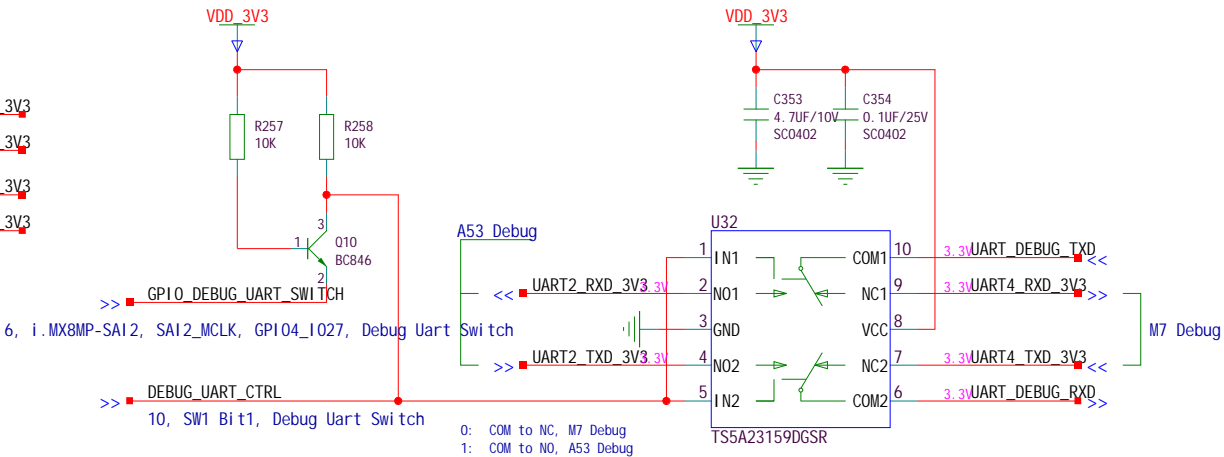 VDD_3V3
VDD_3V3
_3V3
_3V3
_3V3
_3V3
R257
10K
R258
10K
C353
4.7UF/10V
SC0402
C354
0.1UF/25V
SC0402
3
1
Q10
BC846
2
>> GPIO_DEBUG_UART_SWITCH
6, i.MX8MP-SAI2, SAI2_MCLK, GPIO4_IO27, Debug Uart Switch
>> DEBUG_UART_CTRL
10, SW1 Bit1, Debug Uart Switch
A53 Debug
<< UART2_RXD_3V3 3.3V
>> UART2_TXD_3V3 3.3V
U32
1 IN1 COM1 10 3.3V UART_DEBUG_TXD <<
2 NO1 NC1 9 3.3V UART4_RXD_3V3 >>
3 GND VCC 8
4 NO2 NC2 7 3.3V UART4_TXD_3V3 <<
5 IN2 COM2 6 3.3V UART_DEBUG_RXD >>
TS5A23159DGSR
M7 Debug
0: COM to NC, M7 Debug
1: COM to NO, A53 Debug